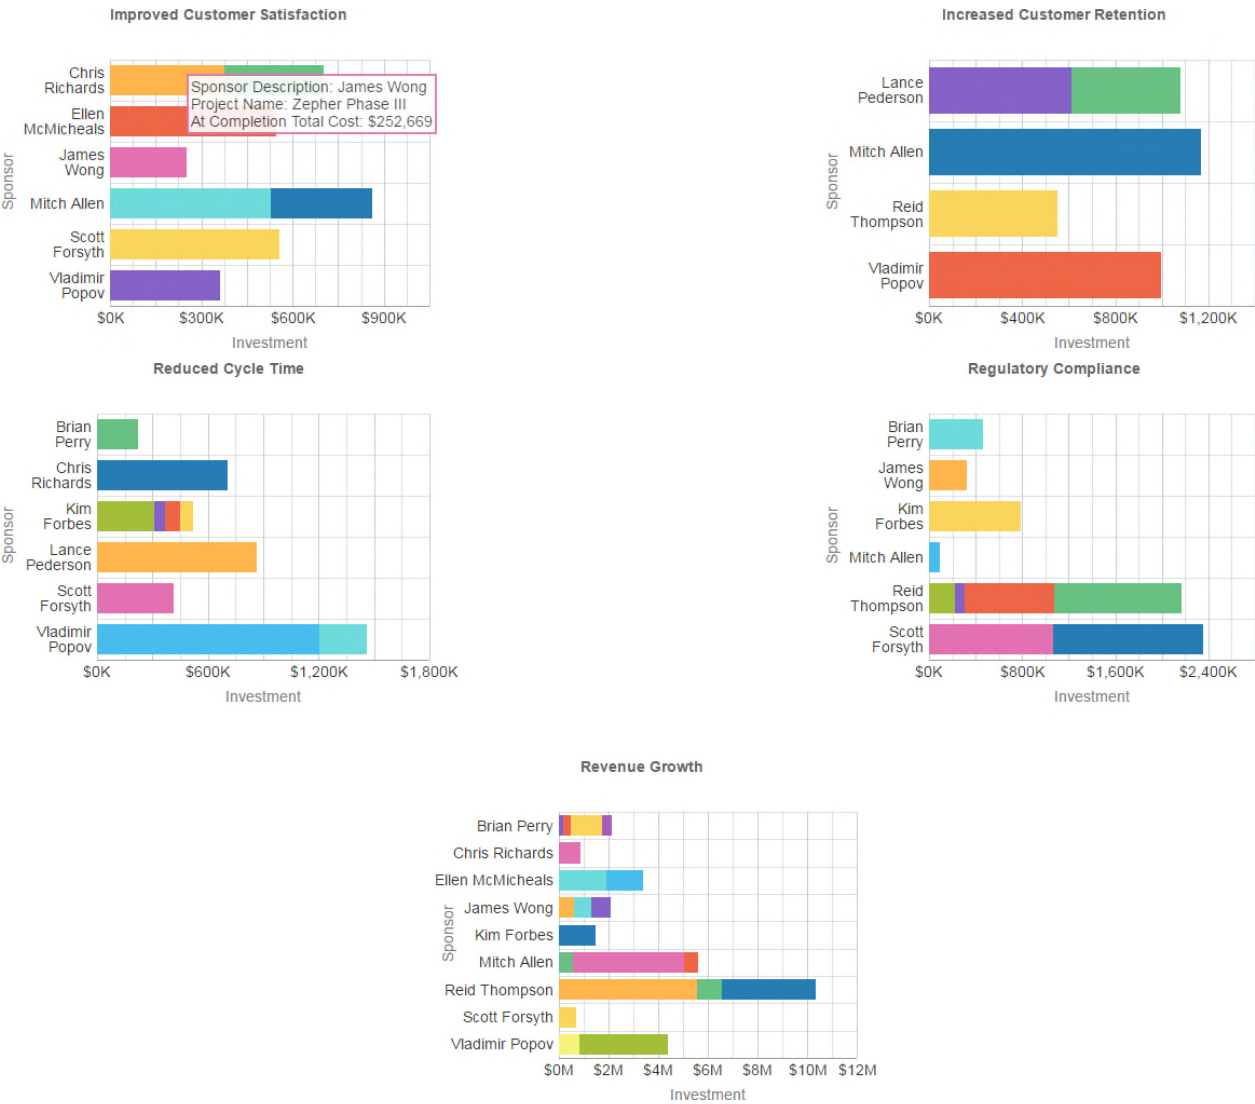 Improved Customer Satisfaction
Sponsor
Chris
Richards
Ellen
McMicheals
James
Wong
Mitch Allen
Scott
Forsyth
Vladimir
Popov
Sponsor Description: James Wong
Project Name: Zepher Phase III
At Completion Total Cost: $252,669
$0K $300K $600K $900K
Investment
Increased Customer Retention
Sponsor
Lance
Pederson
Mitch Allen
Reid
Thompson
Vladimir
Popov
$0K $400K $800K $1,200K
Investment
Reduced Cycle Time
Sponsor
Brian
Perry
Chris
Richards
Kim
Forbes
Lance
Pederson
Scott
Forsyth
Vladimir
Popov
$0K $600K $1,200K $1,800K
Investment
Regulatory Compliance
Sponsor
Brian
Perry
James
Wong
Kim
Forbes
Mitch Allen
Reid
Thompson
Scott
Forsyth
$0K $800K $1,600K $2,400K
Investment
Revenue Growth
Sponsor
Brian Perry
Chris Richards
Ellen McMicheals
James Wong
Kim Forbes
Mitch Allen
Reid Thompson
Scott Forsyth
Vladimir Popov
$0M $2M $4M $6M $8M $10M $12M
Investment